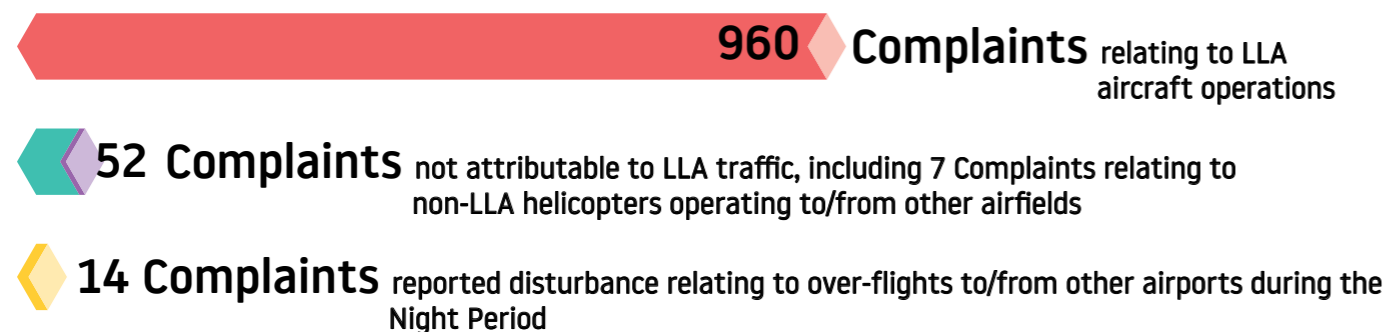 960 Complaints relating to LLA
aircraft operations
52 Complaints not attributable to LLA traffic, including 7 Complaints relating to
non-LLA helicopters operating to/from other airfields
14 Complaints reported disturbance relating to over-flights to/from other airports during the
Night Period